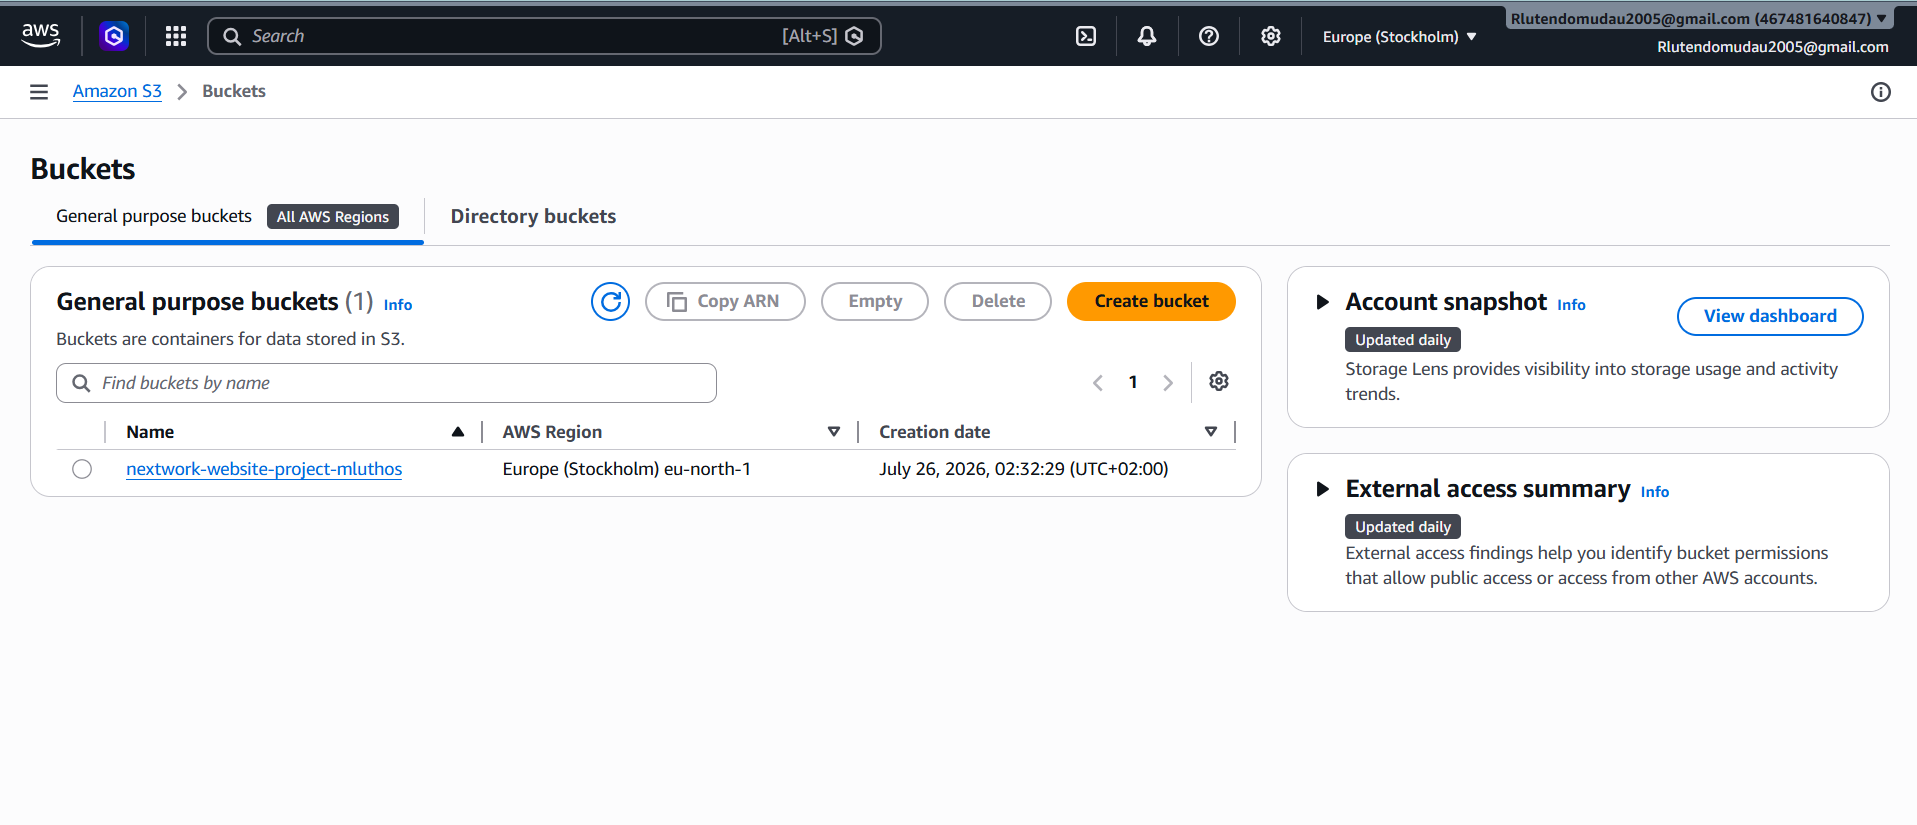 aws
Search [Alt+S]
Europe (Stockholm)
Rlutendomudau2005@gmail.com (467481640847)
Rlutendomudau2005@gmail.com
Amazon S3 Buckets
Buckets
General purpose buckets All AWS Regions Directory buckets
General purpose buckets (1) Info
Copy ARN Empty Delete Create bucket
Buckets are containers for data stored in S3.
Find buckets by name
1
Name AWS Region Creation date
nextwork-website-project-mluthos Europe (Stockholm) eu-north-1 July 26, 2026, 02:32:29 (UTC+02:00)
Account snapshot Info
View dashboard
Updated daily
Storage Lens provides visibility into storage usage and activity
trends.
External access summary Info
Updated daily
External access findings help you identify bucket permissions
that allow public access or access from other AWS accounts.